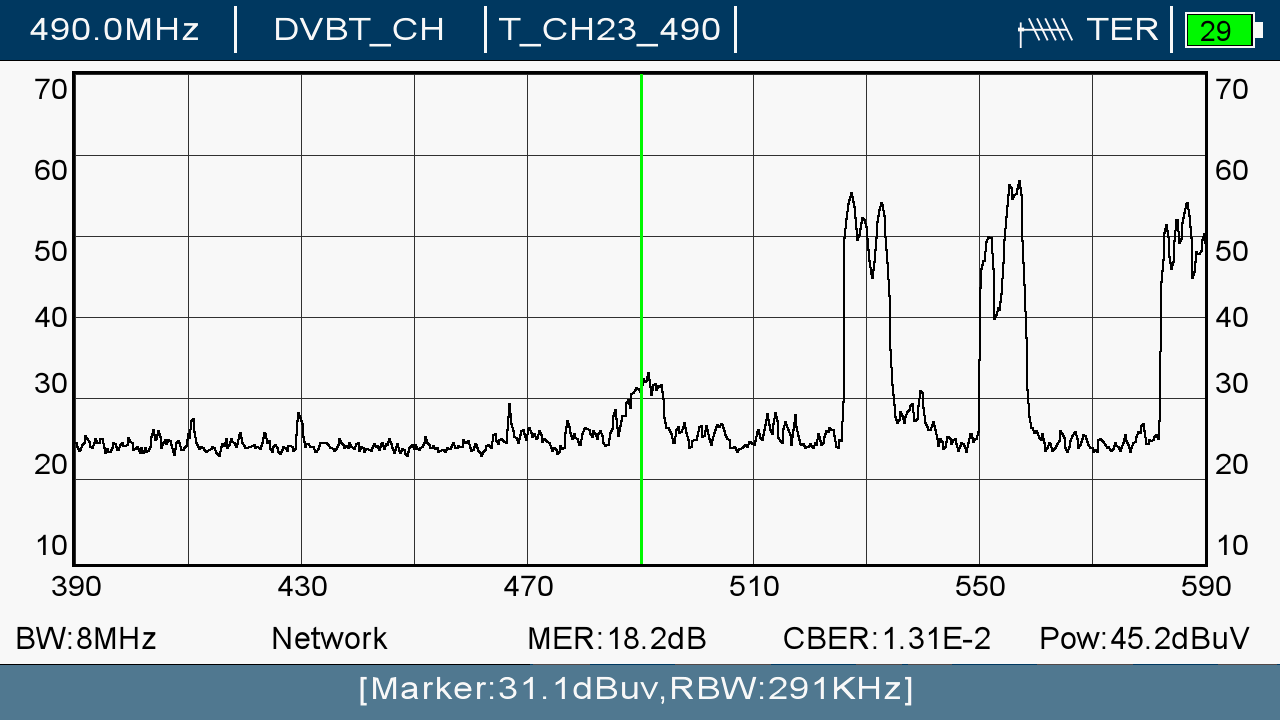 490.0MHz DVBT_CH T_CH23_490 TER 29
70 70
60 60
50 50
40 40
30 30
20 20
10 10
390 430 470 510 550 590
BW:8MHz Network MER:18.2dB CBER:1.31E-2 Pow:45.2dBuV
[Marker:31.1dBuv,RBW:291KHz]